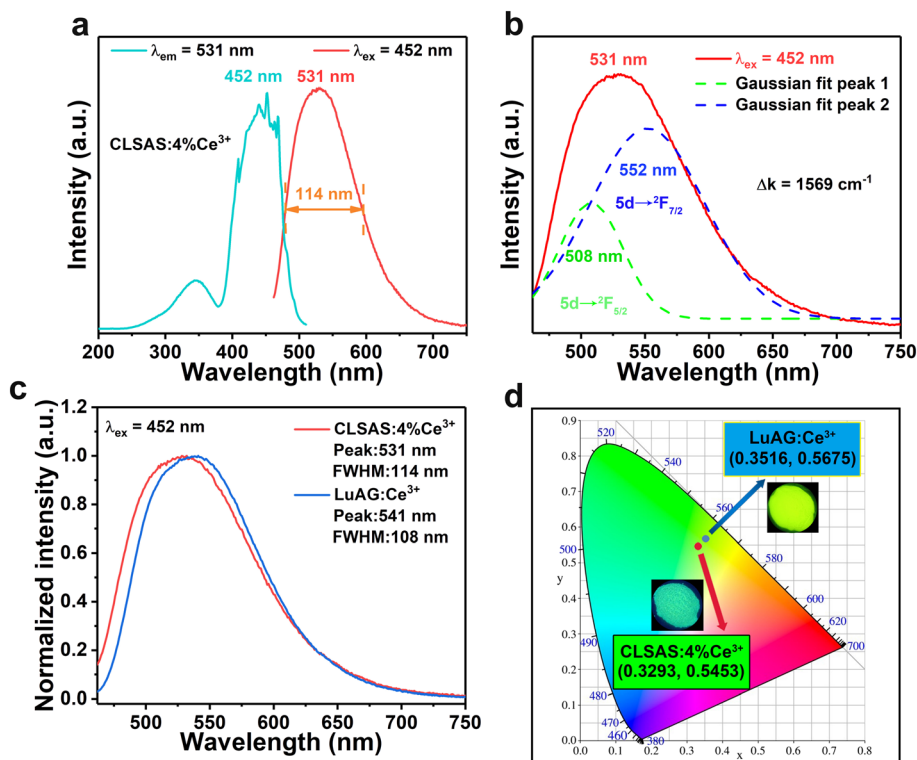 a
λem = 531 nm
λex = 452 nm
452 nm
531 nm
CLSAS:4%Ce³⁺
114 nm
Intensity (a.u.)
200 300 400 500 600 700
Wavelength (nm)
b
λex = 452 nm
Gaussian fit peak 1
Gaussian fit peak 2
531 nm
552 nm
Δk = 1569 cm⁻¹
5d→²F7/2
508 nm
5d→²F5/2
Intensity (a.u.)
500 550 600 650 700 750
Wavelength (nm)
c
λex = 452 nm
CLSAS:4%Ce³⁺
Peak:531 nm
FWHM:114 nm
LuAG:Ce³⁺
Peak:541 nm
FWHM:108 nm
Normalized intensity (a.u.)
1.2
1.0
0.8
0.6
0.4
0.2
0.0
500 550 600 650 700 750
Wavelength (nm)
d
LuAG:Ce³⁺
(0.3516, 0.5675)
CLSAS:4%Ce³⁺
(0.3293, 0.5453)
520
540
560
580
600
620
700
500
490
480
470
460
380
0.9
0.8
0.7
0.6
0.5
y
0.4
0.3
0.2
0.1
0.0
0.0 0.1 0.2 0.3 0.4 0.5 0.6 0.7 0.8
x